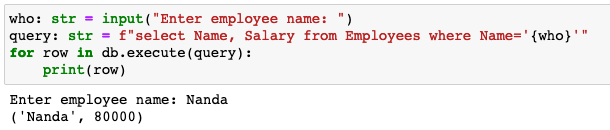 who: str = input("Enter employee name: ")
query: str = f"select Name, Salary from Employees where Name='{who}'"
for row in db.execute(query):
    print(row)
Enter employee name: Nanda
('Nanda', 80000)